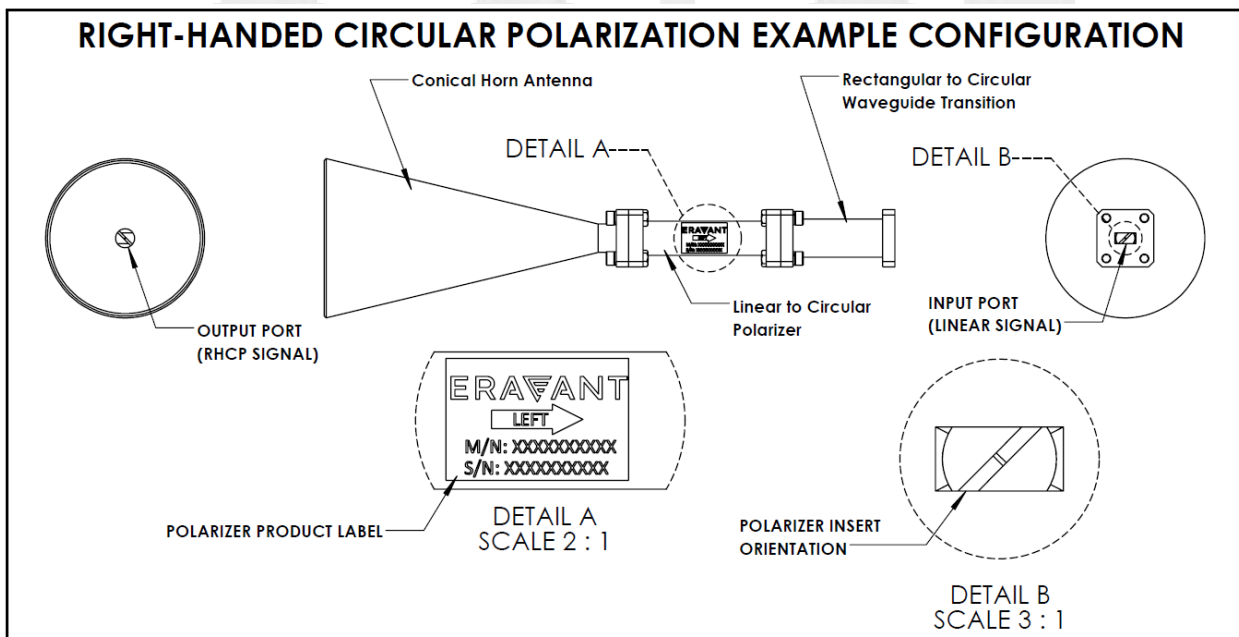 RIGHT-HANDED CIRCULAR POLARIZATION EXAMPLE CONFIGURATION
Conical Horn Antenna
Rectangular to Circular
Waveguide Transition
DETAIL A
DETAIL B
ERAVANT
OUTPUT PORT
(RHCP SIGNAL)
Linear to Circular
Polarizer
INPUT PORT
(LINEAR SIGNAL)
ERAVANT
LEFT
M/N: XXXXXXXXXX
S/N: XXXXXXXXXX
POLARIZER PRODUCT LABEL
DETAIL A
SCALE 2 : 1
POLARIZER INSERT
ORIENTATION
DETAIL B
SCALE 3 : 1